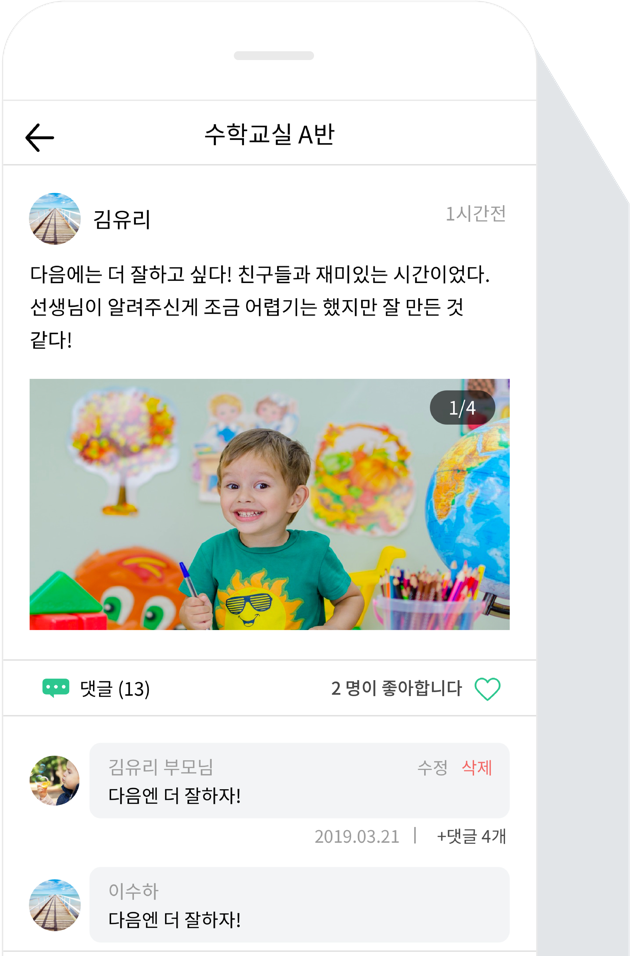 수학교실 A반
김유리
1시간전
다음에는 더 잘하고 싶다! 친구들과 재미있는 시간이었다.
선생님이 알려주신게 조금 어렵기는 했지만 잘 만든 것
같다!
1/4
댓글 (13)
2 명이 좋아합니다
김유리 부모님
수정 삭제
다음엔 더 잘하자!
2019.03.21 | +댓글 4개
이수하
다음엔 더 잘하자!